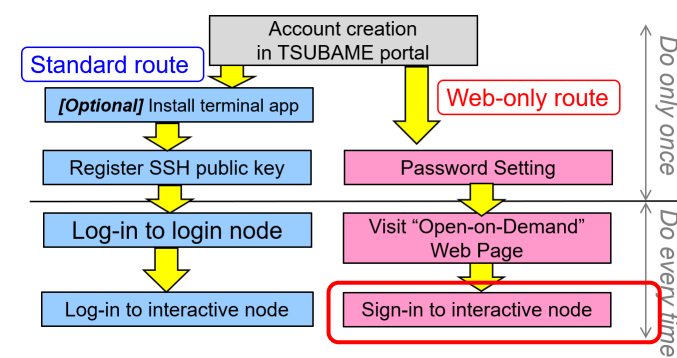 Account creation
in TSUBAME portal
Standard route
Web-only route
[Optional] Install terminal app
Register SSH public key
Password Setting
Do only once
Log-in to login node
Visit “Open-on-Demand”
Web Page
Log-in to interactive node
Sign-in to interactive node
Do every time